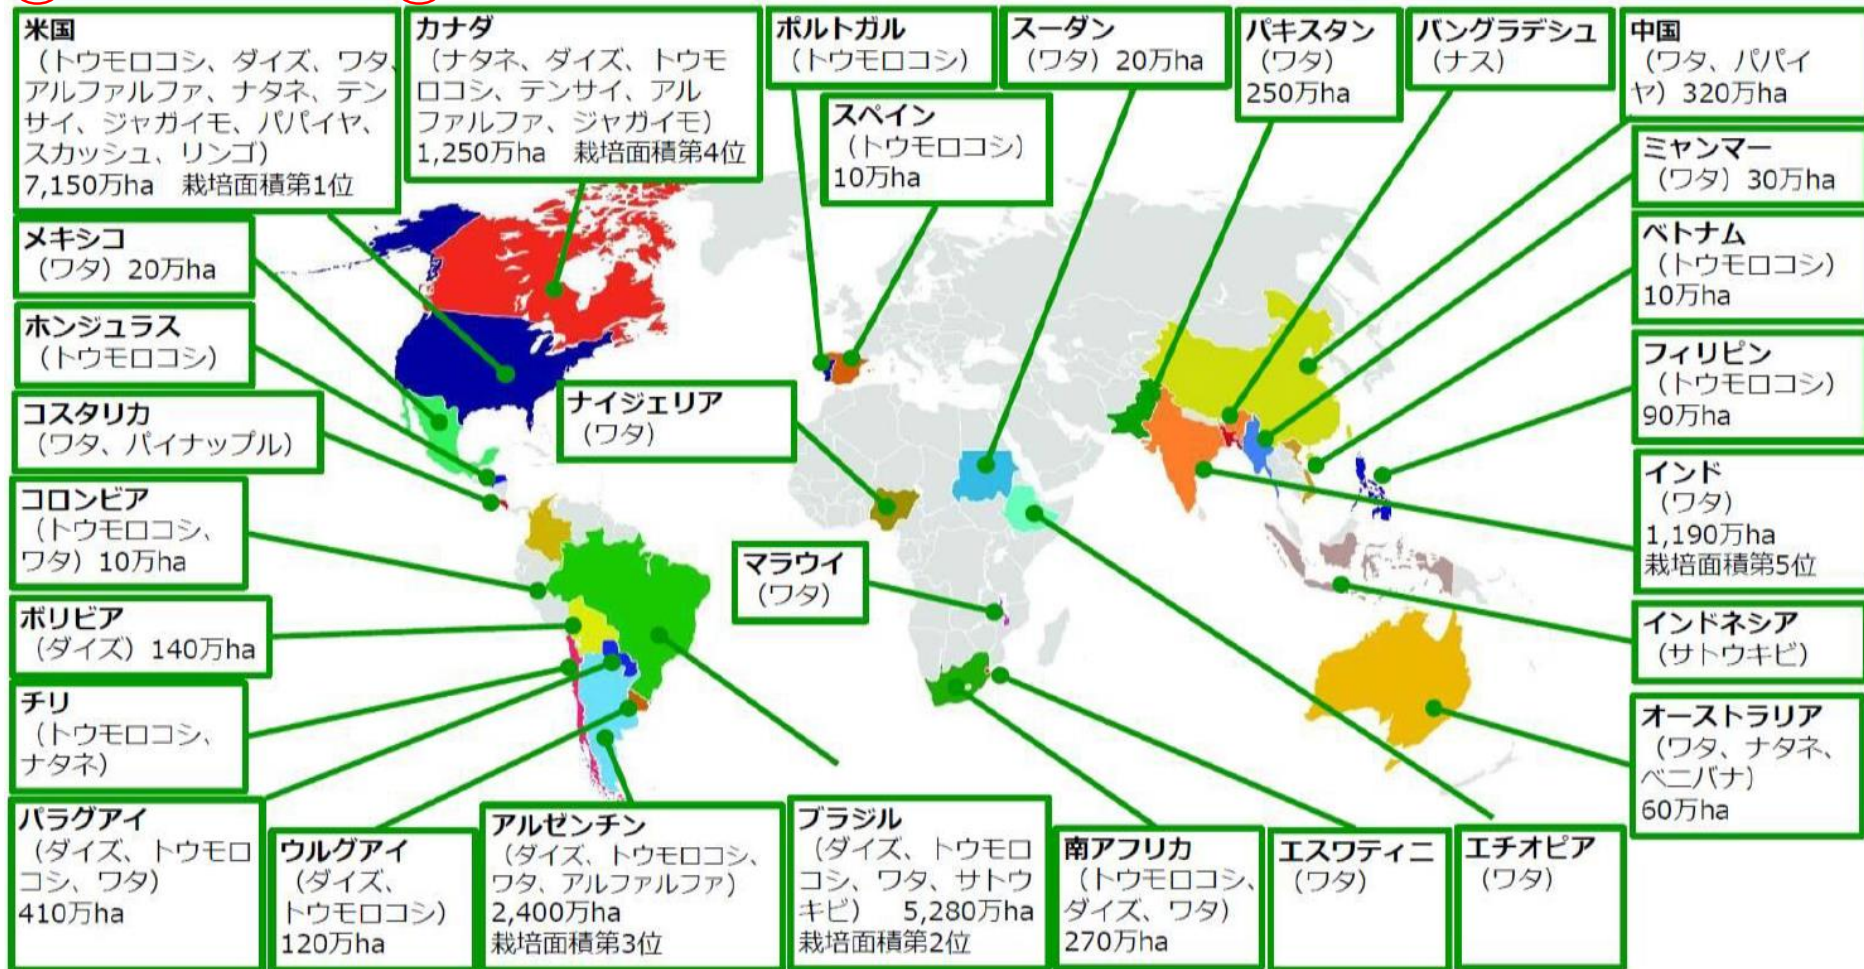 米国
（トウモロコシ、ダイズ、ワタ、
アルファルファ、ナタネ、テン
サイ、ジャガイモ、パパイヤ、
スカッシュ、リンゴ）
7,150万ha　栽培面積第1位
カナダ
（ナタネ、ダイズ、トウモ
ロコシ、テンサイ、アル
ファルファ、ジャガイモ）
1,250万ha　栽培面積第4位
ポルトガル
（トウモロコシ）
スペイン
（トウモロコシ）
10万ha
スーダン
（ワタ）20万ha
パキスタン
（ワタ）
250万ha
バングラデシュ
（ナス）
中国
（ワタ、パパイ
ヤ）320万ha
ミャンマー
（ワタ）30万ha
ベトナム
（トウモロコシ）
10万ha
フィリピン
（トウモロコシ）
90万ha
インド
（ワタ）
1,190万ha
栽培面積第5位
インドネシア
（サトウキビ）
オーストラリア
（ワタ、ナタネ、
ベニバナ）
60万ha
メキシコ
（ワタ）20万ha
ホンジュラス
（トウモロコシ）
コスタリカ
（ワタ、パイナップル）
コロンビア
（トウモロコシ、
ワタ）10万ha
ボリビア
（ダイズ）140万ha
チリ
（トウモロコシ、
ナタネ）
ナイジェリア
（ワタ）
マラウイ
（ワタ）
パラグアイ
（ダイズ、トウモロ
コシ、ワタ）
410万ha
ウルグアイ
（ダイズ、
トウモロコシ）
120万ha
アルゼンチン
（ダイズ、トウモロコシ、
ワタ、アルファルファ）
2,400万ha
栽培面積第3位
ブラジル
（ダイズ、トウモロ
コシ、ワタ、サトウ
キビ）　5,280万ha
栽培面積第2位
南アフリカ
（トウモロコシ、
ダイズ、ワタ）
270万ha
エスワティニ
（ワタ）
エチオピア
（ワタ）